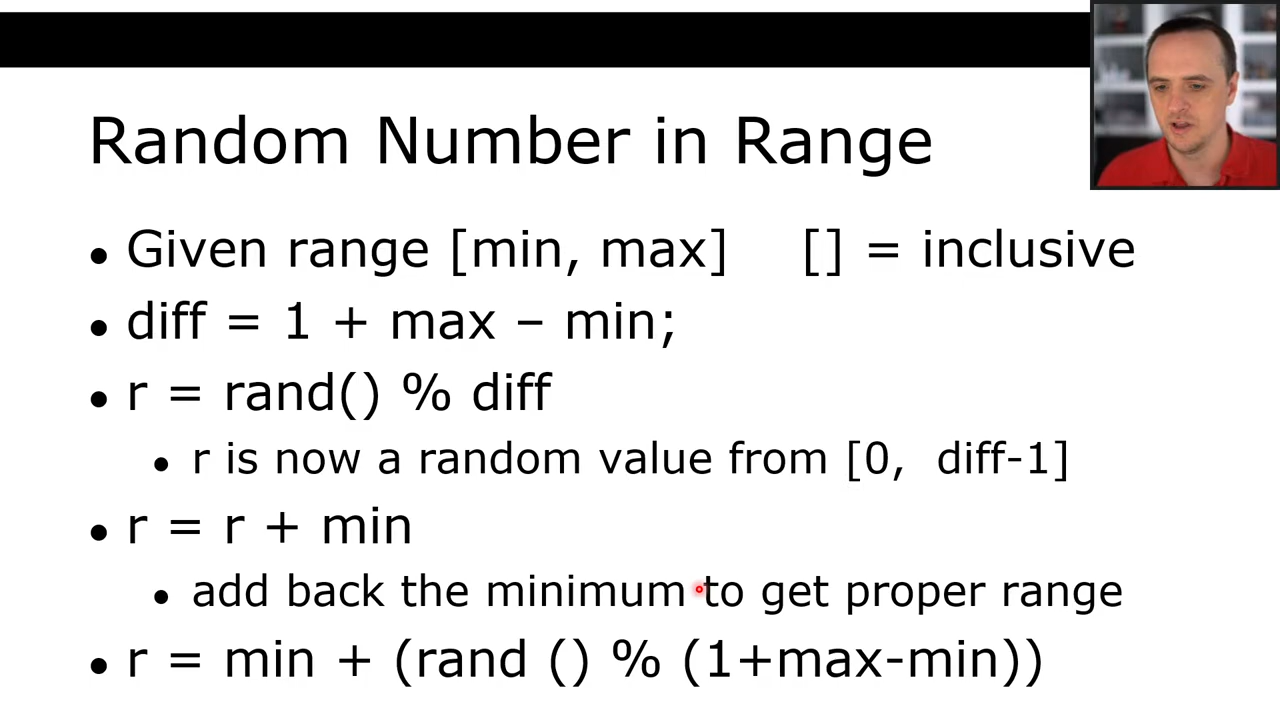 Random Number in Range
• Given range [min, max] [] = inclusive
• diff = 1 + max – min;
• r = rand() % diff
• r is now a random value from [0, diff-1]
• r = r + min
• add back the minimum to get proper range
• r = min + (rand () % (1+max-min))